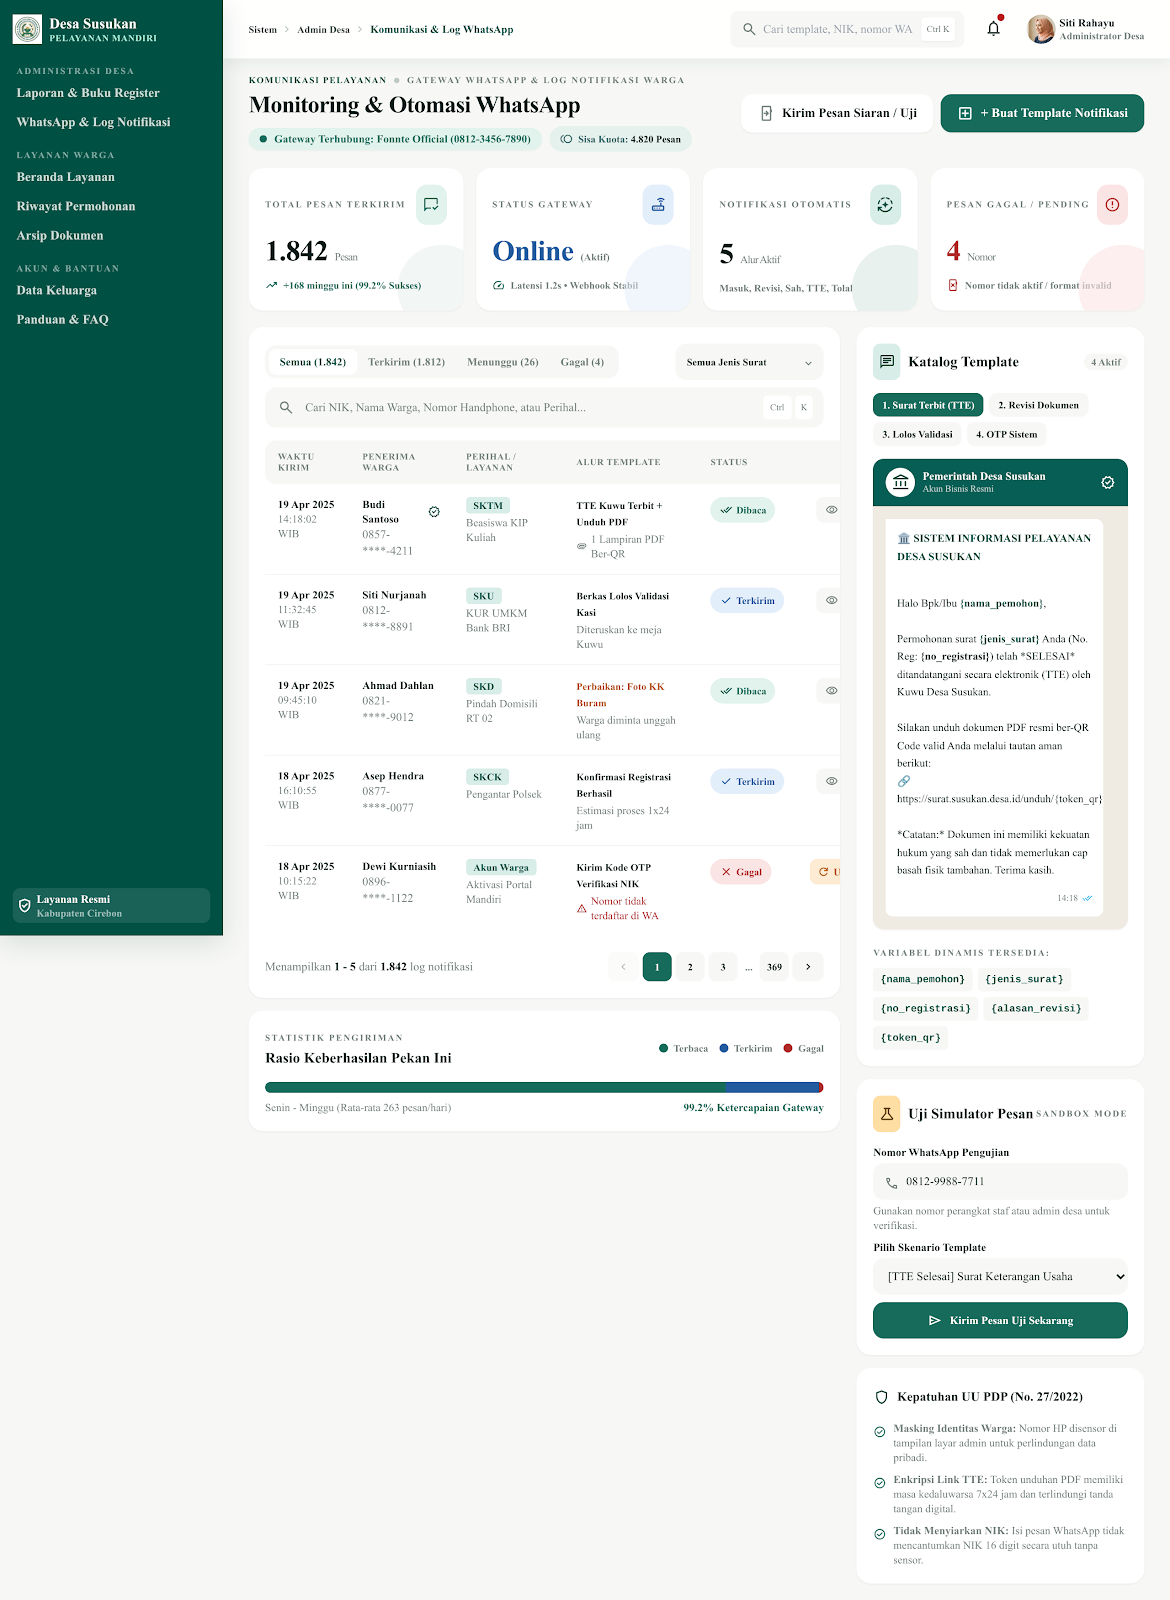 Desa Susukan
PELAYANAN MANDIRI
ADMINISTRASI DESA
Laporan & Buku Register
WhatsApp & Log Notifikasi
LAYANAN WARGA
Beranda Layanan
Riwayat Permohonan
Arsip Dokumen
AKUN & BANTUAN
Data Keluarga
Panduan & FAQ
Layanan Resmi
Kabupaten Cirebon
Sistem > Admin Desa > Komunikasi & Log WhatsApp
Cari template, NIK, nomor WA
Ctrl K
Siti Rahayu
Administrator Desa
KOMUNIKASI PELAYANAN
GATEWAY WHATSAPP & LOG NOTIFIKASI WARGA
Monitoring & Otomasi WhatsApp
Gateway Terhubung: Fonnte Official (0812-3456-7890)
Sisa Kuota: 4.820 Pesan
Kirim Pesan Siaran / Uji
+ Buat Template Notifikasi
TOTAL PESAN TERKIRIM
1.842 Pesan
+168 minggu ini (99.2% Sukses)
STATUS GATEWAY
Online (Aktif)
Latensi 1.2s • Webhook Stabil
NOTIFIKASI OTOMATIS
5 Alur Aktif
Masuk, Revisi, Sah, TTE, Tolak
PESAN GAGAL / PENDING
4 Nomor
Nomor tidak aktif / format invalid
Semua (1.842)
Terkirim (1.812)
Menunggu (26)
Gagal (4)
Semua Jenis Surat
Cari NIK, Nama Warga, Nomor Handphone, atau Perihal...
Ctrl K
WAKTU
KIRIM
PENERIMA
WARGA
PERIHAL /
LAYANAN
ALUR TEMPLATE
STATUS
19 Apr 2025
14:18:02
WIB
Budi
Santoso
0857-
****-4211
SKTM
Beasiswa KIP
Kuliah
TTE Kuwu Terbit +
Unduh PDF
1 Lampiran PDF
Ber-QR
Dibaca
19 Apr 2025
11:32:45
WIB
Siti Nurjanah
0812-
****-8891
SKU
KUR UMKM
Bank BRI
Berkas Lolos Validasi
Kasi
Diteruskan ke meja
Kuwu
Terkirim
19 Apr 2025
09:45:10
WIB
Ahmad Dahlan
0821-
****-9012
SKD
Pindah Domisili
RT 02
Perbaikan: Foto KK
Buram
Warga diminta unggah
ulang
Dibaca
18 Apr 2025
16:10:55
WIB
Asep Hendra
0877-
****-0077
SKCK
Pengantar Polsek
Konfirmasi Registrasi
Berhasil
Estimasi proses 1x24
jam
Terkirim
18 Apr 2025
10:15:22
WIB
Dewi Kurniasih
0896-
****-1122
Akun Warga
Aktivasi Portal
Mandiri
Kirim Kode OTP
Verifikasi NIK
Nomor tidak
terdaftar di WA
Gagal
Menampilkan 1 - 5 dari 1.842 log notifikasi
1 2 3 ... 369
STATISTIK PENGIRIMAN
Rasio Keberhasilan Pekan Ini
Terbaca
Terkirim
Gagal
Senin - Minggu (Rata-rata 263 pesan/hari)
99.2% Ketercapaian Gateway
Katalog Template
4 Aktif
1. Surat Terbit (TTE)
2. Revisi Dokumen
3. Lolos Validasi
4. OTP Sistem
Pemerintah Desa Susukan
Akun Bisnis Resmi
🏛️ SISTEM INFORMASI PELAYANAN
DESA SUSUKAN
Halo Bpk/Ibu {nama_pemohon},
Permohonan surat {jenis_surat} Anda (No.
Reg: {no_registrasi}) telah *SELESAI*
ditandatangani secara elektronik (TTE) oleh
Kuwu Desa Susukan.
Silakan unduh dokumen PDF resmi ber-QR
Code valid Anda melalui tautan aman
berikut:
🔗
https://surat.susukan.desa.id/unduh/{token_qr}
*Catatan:* Dokumen ini memiliki kekuatan
hukum yang sah dan tidak memerlukan cap
basah fisik tambahan. Terima kasih.
14:18
VARIABEL DINAMIS TERSEDIA:
{nama_pemohon}
{jenis_surat}
{no_registrasi}
{alasan_revisi}
{token_qr}
Uji Simulator Pesan
SANDBOX MODE
Nomor WhatsApp Pengujian
0812-9988-7711
Gunakan nomor perangkat staf atau admin desa untuk
verifikasi.
Pilih Skenario Template
[TTE Selesai] Surat Keterangan Usaha
Kirim Pesan Uji Sekarang
Kepatuhan UU PDP (No. 27/2022)
Masking Identitas Warga: Nomor HP disensor di
tampilan layar admin untuk perlindungan data
pribadi.
Enkripsi Link TTE: Token unduhan PDF memiliki
masa kedaluwarsa 7x24 jam dan terlindungi tanda
tangan digital.
Tidak Menyiarkan NIK: Isi pesan WhatsApp tidak
mencantumkan NIK 16 digit secara utuh tanpa
sensor.